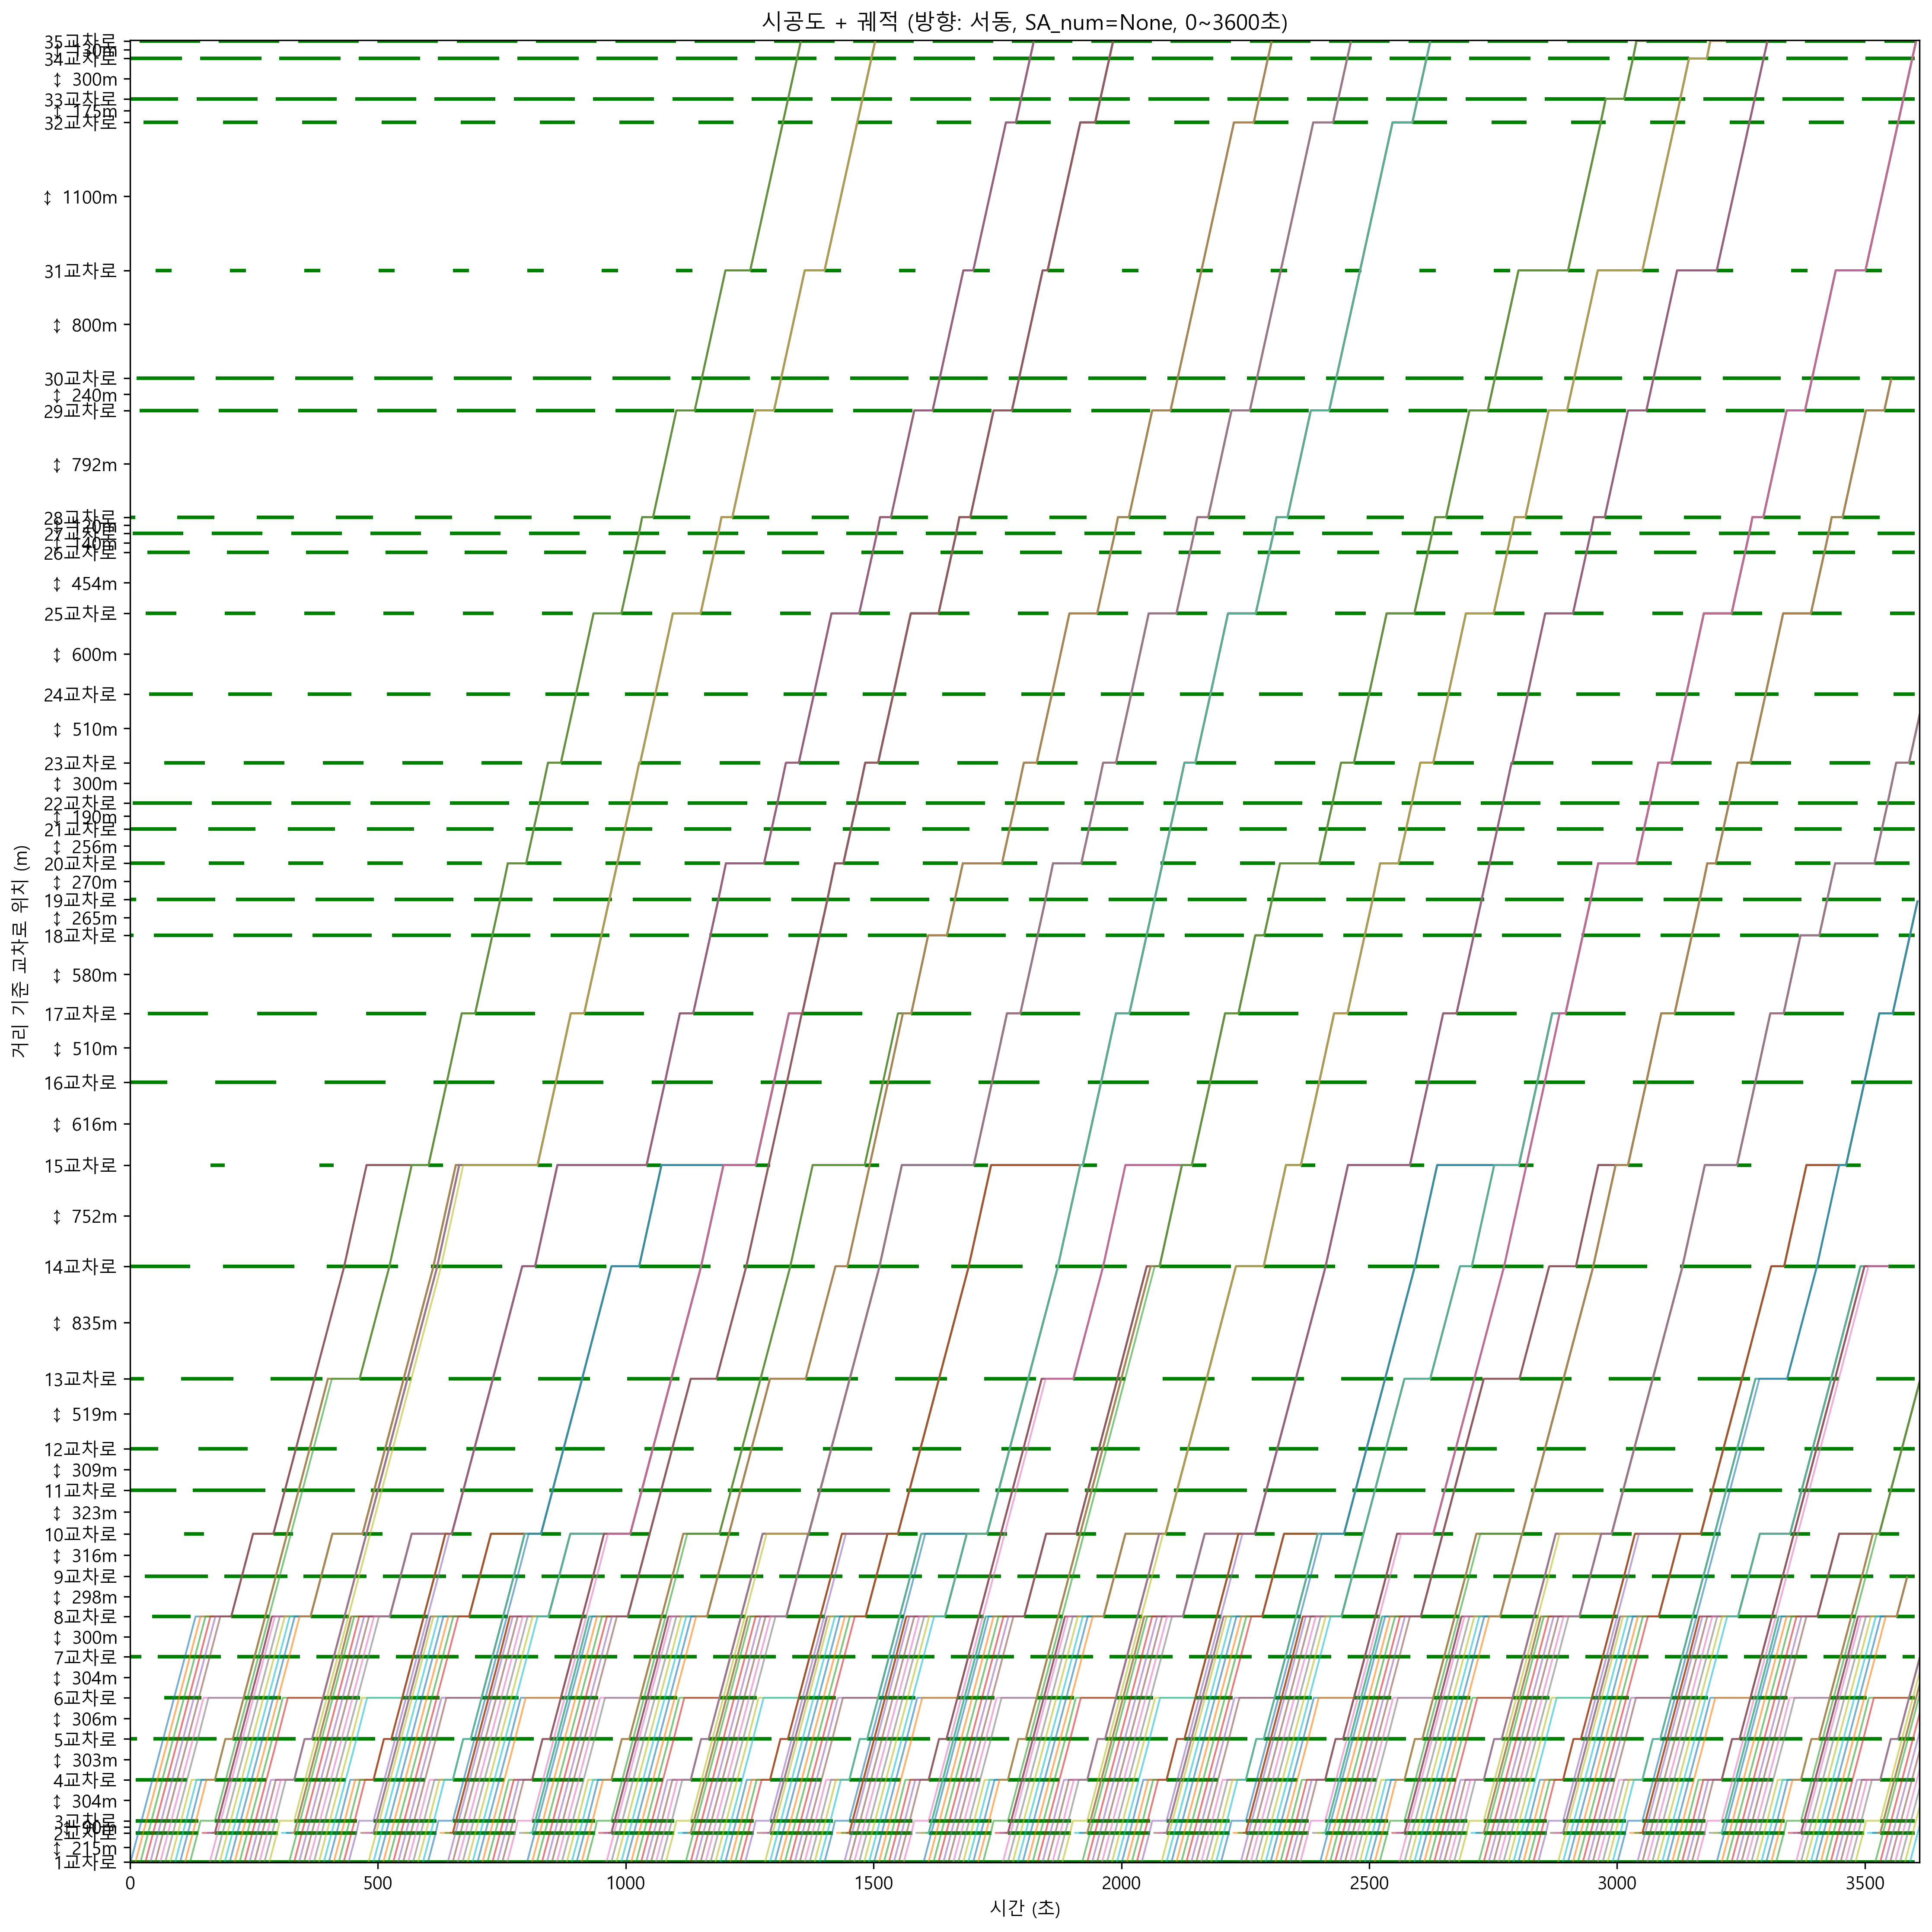 시공도 + 궤적 (방향: 서동, SA_num=None, 0~3600초)
35교차로
↕ 130m
34교차로
↕ 300m
33교차로
↕ 175m
32교차로
↕ 1100m
31교차로
↕ 800m
30교차로
↕ 240m
29교차로
↕ 792m
28교차로
↕ 120m
27교차로
↕ 140m
26교차로
↕ 454m
25교차로
↕ 600m
24교차로
↕ 510m
23교차로
↕ 300m
22교차로
↕ 190m
21교차로
↕ 256m
20교차로
↕ 270m
19교차로
↕ 265m
18교차로
↕ 580m
17교차로
↕ 510m
16교차로
↕ 616m
15교차로
↕ 752m
14교차로
↕ 835m
13교차로
↕ 519m
12교차로
↕ 309m
11교차로
↕ 323m
10교차로
↕ 316m
9교차로
↕ 298m
8교차로
↕ 300m
7교차로
↕ 304m
6교차로
↕ 306m
5교차로
↕ 303m
4교차로
↕ 304m
3교차로
2교차로
↕ 215m
1교차로
거리 기준 교차로 위치 (m)
0 500 1000 1500 2000 2500 3000 3500
시간 (초)